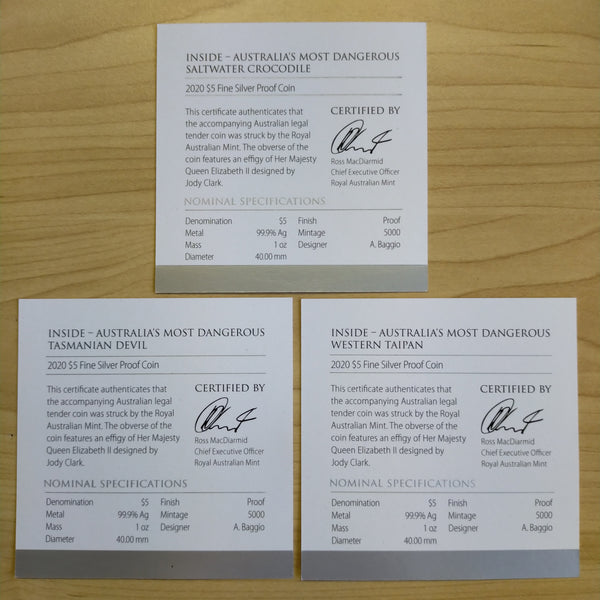 INSIDE – AUSTRALIA'S MOST DANGEROUS
SALTWATER CROCODILE
2020 $5 Fine Silver Proof Coin
This certificate authenticates that
the accompanying Australian legal
tender coin was struck by the Royal
Australian Mint. The obverse of the
coin features an effigy of Her Majesty
Queen Elizabeth II designed by
Jody Clark.
CERTIFIED BY
Ross MacDiarmid
Chief Executive Officer
Royal Australian Mint
NOMINAL SPECIFICATIONS
Denomination $5 Finish Proof
Metal 99.9% Ag Mintage 5000
Mass 1 oz Designer A. Baggio
Diameter 40.00 mm
INSIDE – AUSTRALIA'S MOST DANGEROUS
TASMANIAN DEVIL
2020 $5 Fine Silver Proof Coin
This certificate authenticates that
the accompanying Australian legal
tender coin was struck by the Royal
Australian Mint. The obverse of the
coin features an effigy of Her Majesty
Queen Elizabeth II designed by
Jody Clark.
CERTIFIED BY
Ross MacDiarmid
Chief Executive Officer
Royal Australian Mint
NOMINAL SPECIFICATIONS
Denomination $5 Finish Proof
Metal 99.9% Ag Mintage 5000
Mass 1 oz Designer A. Baggio
Diameter 40.00 mm
INSIDE – AUSTRALIA'S MOST DANGEROUS
WESTERN TAIPAN
2020 $5 Fine Silver Proof Coin
This certificate authenticates that
the accompanying Australian legal
tender coin was struck by the Royal
Australian Mint. The obverse of the
coin features an effigy of Her Majesty
Queen Elizabeth II designed by
Jody Clark.
CERTIFIED BY
Ross MacDiarmid
Chief Executive Officer
Royal Australian Mint
NOMINAL SPECIFICATIONS
Denomination $5 Finish Proof
Metal 99.9% Ag Mintage 5000
Mass 1 oz Designer A. Baggio
Diameter 40.00 mm